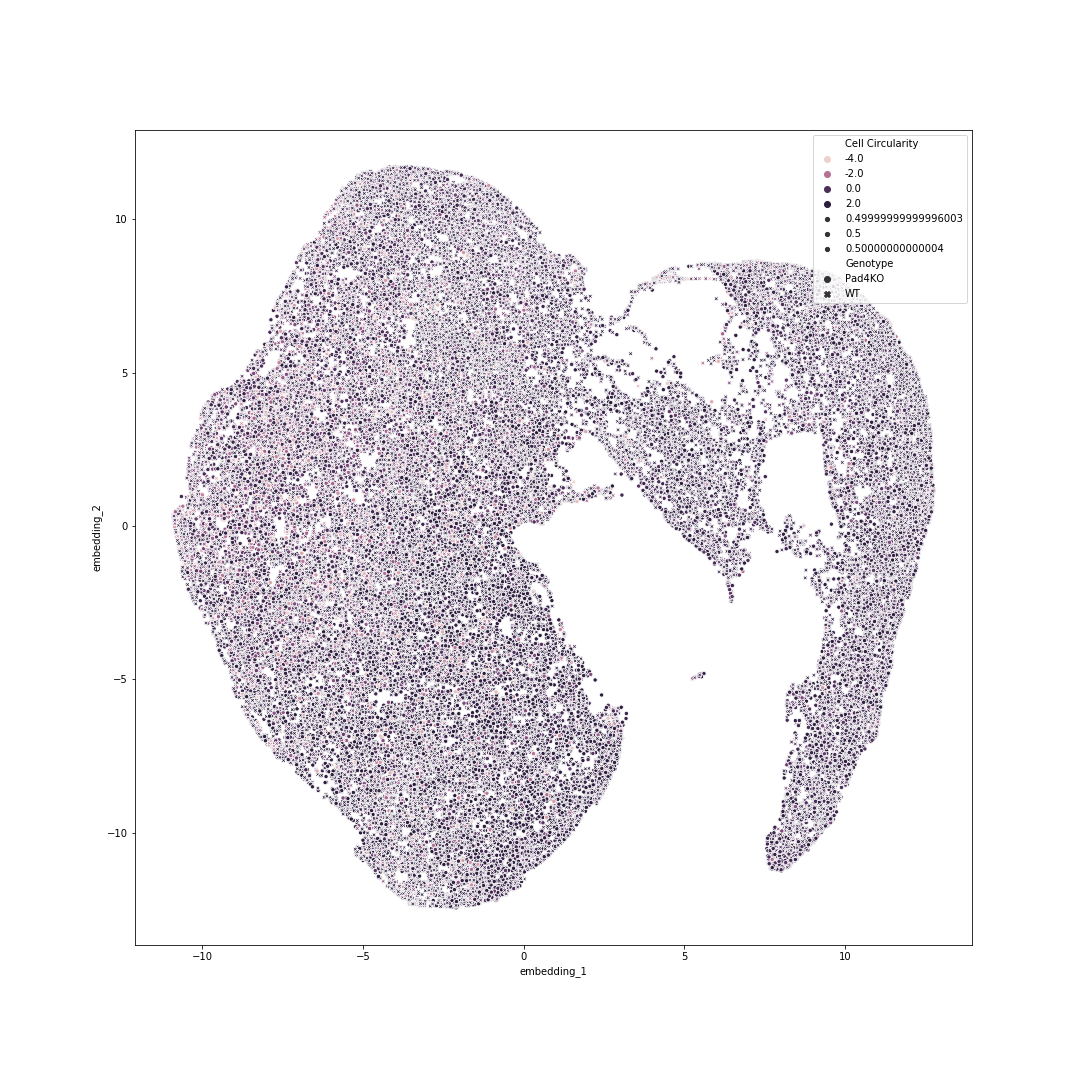 Cell Circularity
-4.0
-2.0
0.0
2.0
0.49999999999996003
0.5
0.50000000000004
Genotype
Pad4KO
WT
10
5
0
−5
−10
embedding_2
−10
−5
0
5
10
embedding_1